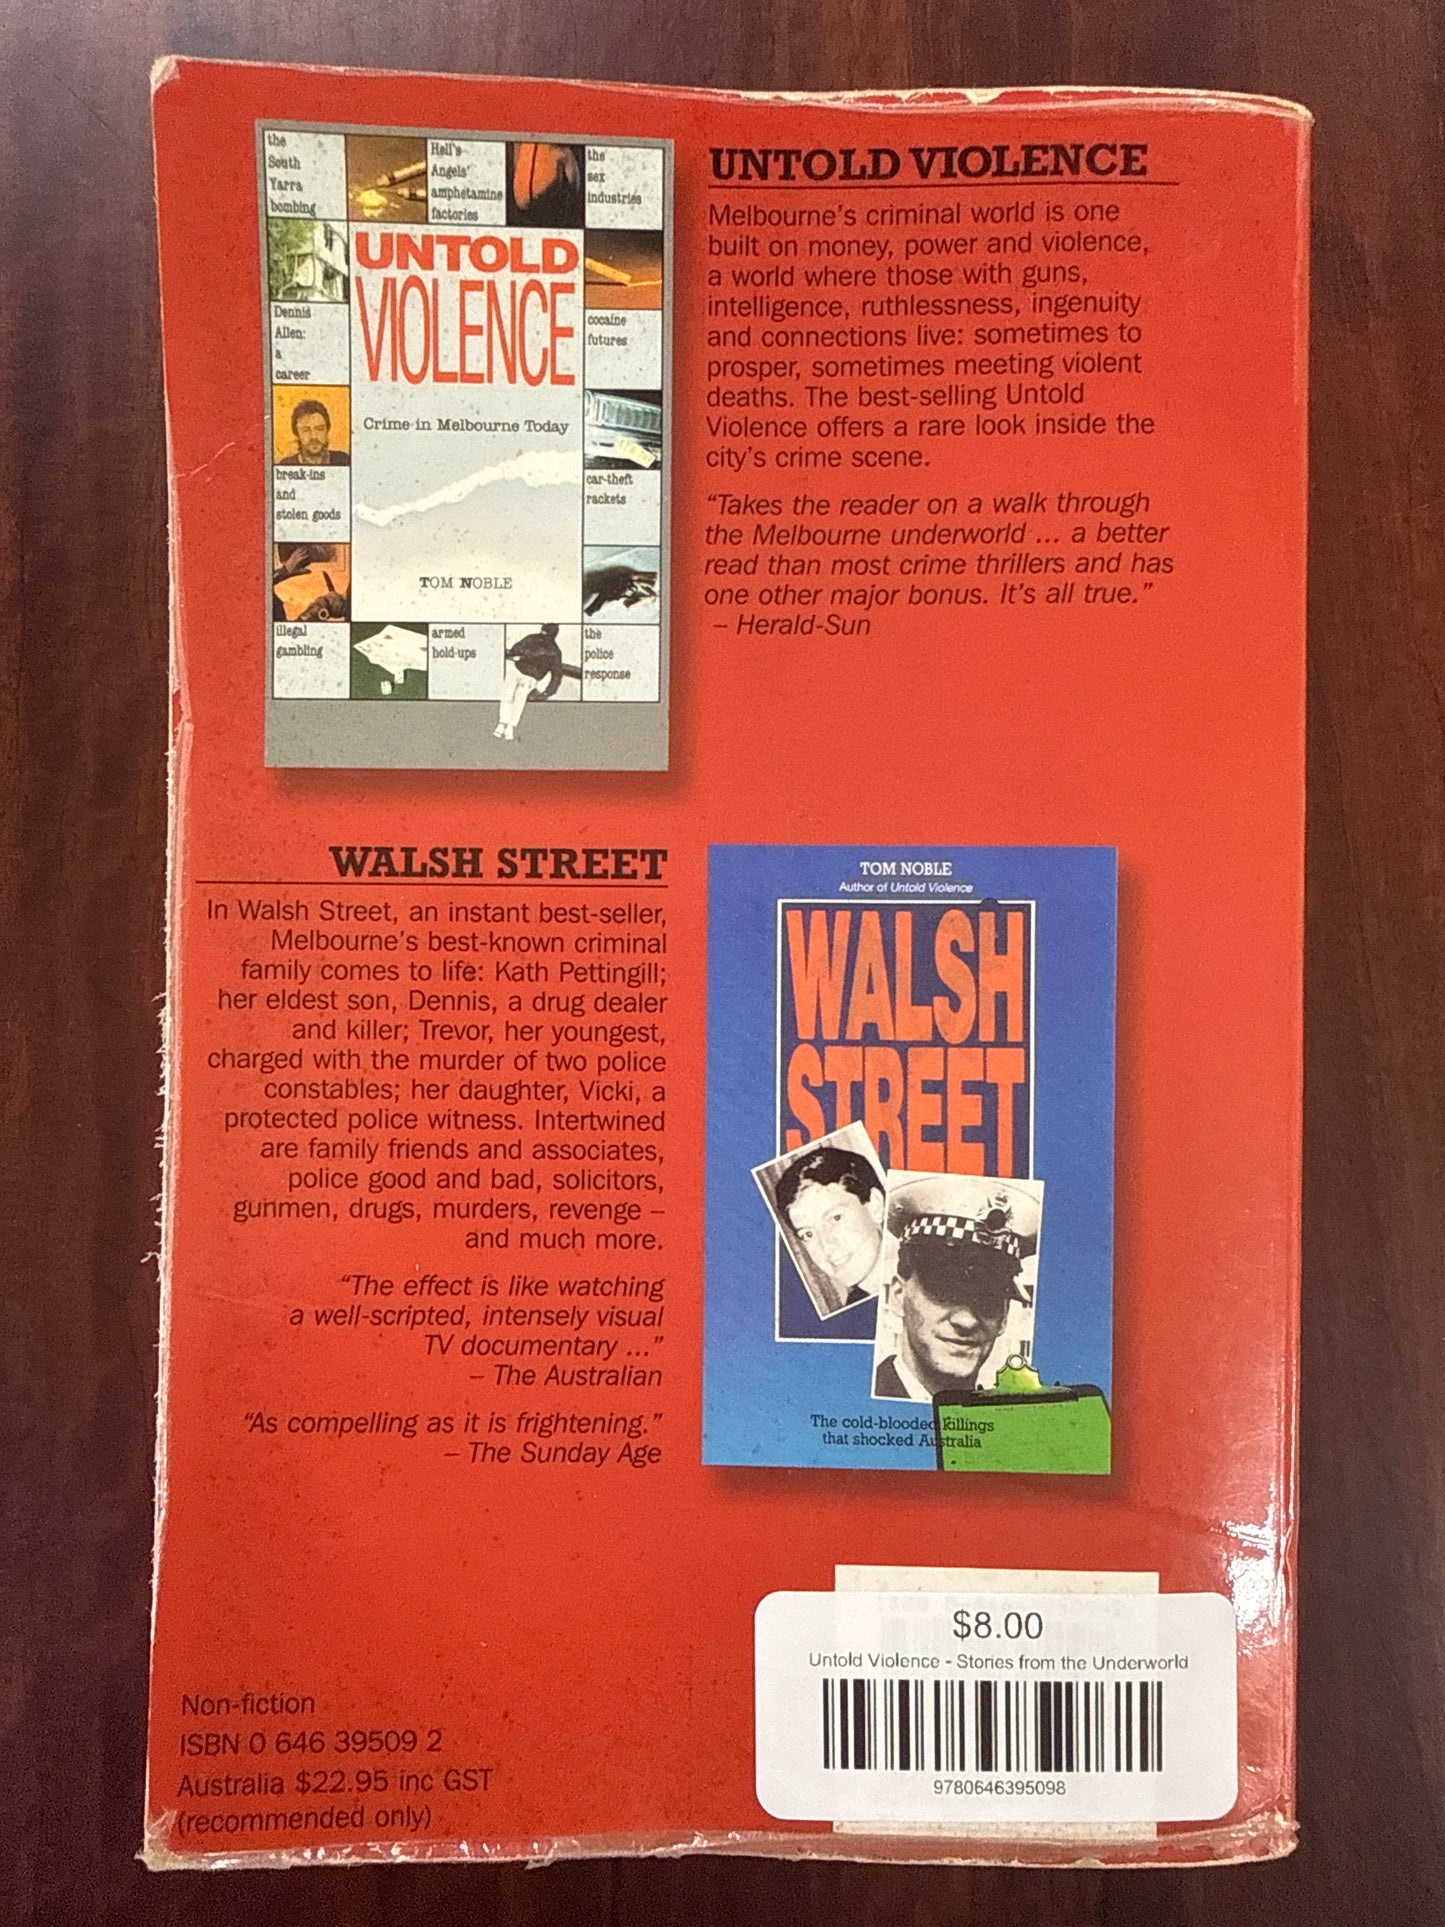 the
South
Yarra
bombing
Hell's
Angels'
amphetamine
factories
the
sex
industries
UNTOLD
VIOLENCE
Dennis
Allen:
a
career
cocaine
futures
Crime in Melbourne Today
break-ins
and
stolen goods
car-theft
rackets
TOM NOBLE
illegal
gambling
armed
hold-ups
the
police
response
UNTOLD VIOLENCE
Melbourne's criminal world is one
built on money, power and violence,
a world where those with guns,
intelligence, ruthlessness, ingenuity
and connections live: sometimes to
prosper, sometimes meeting violent
deaths. The best-selling Untold
Violence offers a rare look inside the
city's crime scene.
“Takes the reader on a walk through
the Melbourne underworld ... a better
read than most crime thrillers and has
one other major bonus. It's all true.”
– Herald-Sun
WALSH STREET
In Walsh Street, an instant best-seller,
Melbourne's best-known criminal
family comes to life: Kath Pettingill;
her eldest son, Dennis, a drug dealer
and killer; Trevor, her youngest,
charged with the murder of two police
constables; her daughter, Vicki, a
protected police witness. Intertwined
are family friends and associates,
police good and bad, solicitors,
gunmen, drugs, murders, revenge –
and much more.
“The effect is like watching
a well-scripted, intensely visual
TV documentary ...”
– The Australian
“As compelling as it is frightening.”
– The Sunday Age
TOM NOBLE
Author of Untold Violence
WALSH
STREET
The cold-blooded killings
that shocked Australia
Non-fiction
ISBN 0 646 39509 2
Australia $22.95 inc GST
(recommended only)
$8.00
Untold Violence - Stories from the Underworld
9780646395098